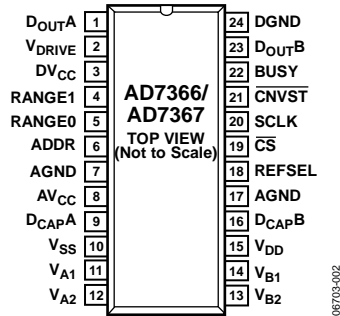 DOUTA 1 24 DGND
VDRIVE 2 23 DOUTB
DVCC 3 22 BUSY
RANGE1 4 AD7366/ 21 CNVST
RANGE0 5 AD7367 20 SCLK
ADDR 6 TOP VIEW 19 CS
(Not to Scale)
AGND 7 18 REFSEL
AVCC 8 17 AGND
DCAPA 9 16 DCAPB
VSS 10 15 VDD
VA1 11 14 VB1
VA2 12 13 VB2
06703-002